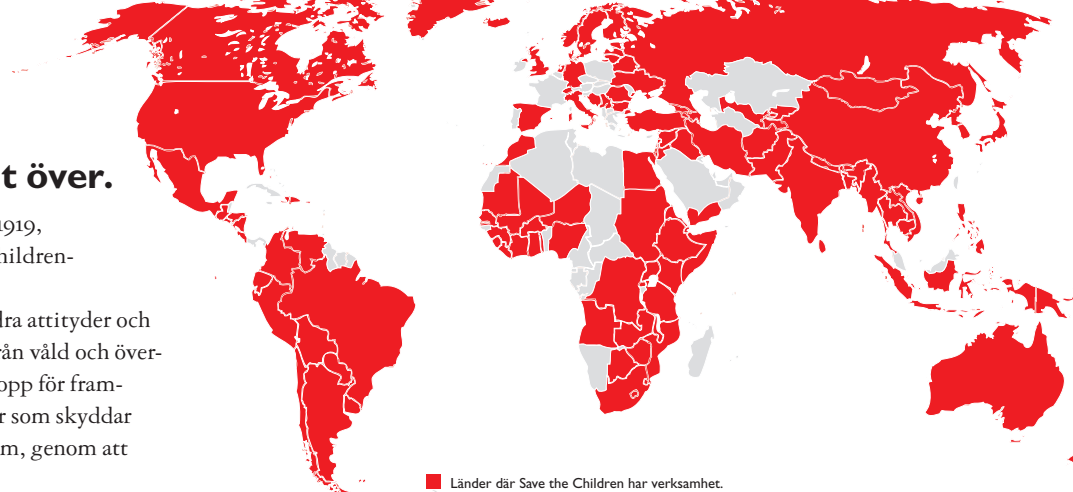 t över.
1919,
hildren-
dra attityder och
rån våld och över-
opp för fram-
r som skyddar
m, genom att
Länder där Save the Children har verksamhet.